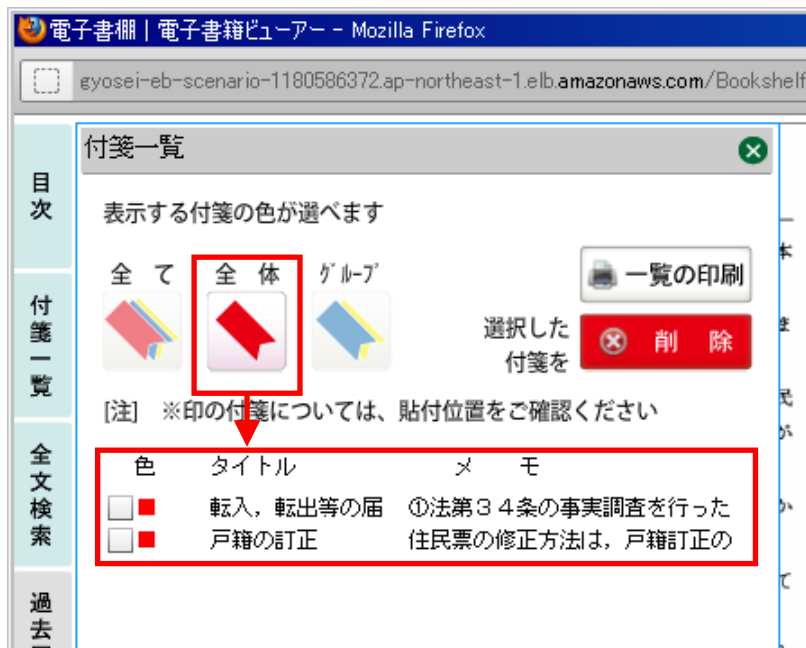 電子書棚 | 電子書籍ビューアー - Mozilla Firefox
gyosei-eb-scenario-1180586372.ap-northeast-1.elb.amazonaws.com/Bookshelf
目次
付箋一覧
全文検索
過去
付箋一覧
表示する付箋の色が選べます
全て 全体 グループ
一覧の印刷
選択した
付箋を
削除
[注] ※印の付箋については、貼付位置をご確認ください
色 タイトル メモ
転入，転出等の届 ①法第３４条の事実調査を行った
戸籍の訂正 住民票の修正方法は，戸籍訂正の
本
ま
民
が
か
て